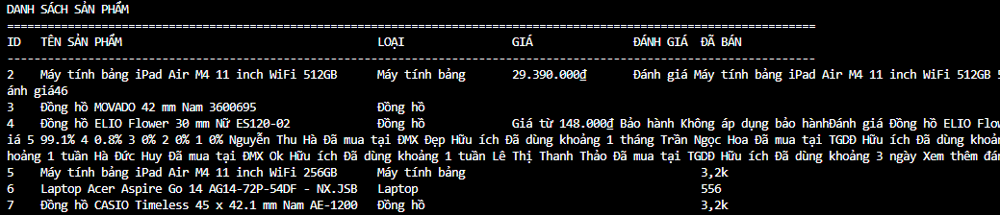 DANH SÁCH SẢN PHẨM
========================================================================================================================
ID TÊN SẢN PHẨM LOẠI GIÁ ĐÁNH GIÁ ĐÃ BÁN
------------------------------------------------------------------------------------------------------------------------
2 Máy tính bảng iPad Air M4 11 inch WiFi 512GB Máy tính bảng 29.390.000₫ Đánh giá Máy tính bảng iPad Air M4 11 inch WiFi 512GB
ánh giá46
3 Đồng hồ MOVADO 42 mm Nam 3600695 Đồng hồ
4 Đồng hồ ELIO Flower 30 mm Nữ ES120-02 Đồng hồ Giá từ 148.000₫ Bảo hành Không áp dụng bảo hànhĐánh giá Đồng hồ ELIO Flow
iá 5 99.1% 4 0.8% 3 0% 2 0% 1 0% Nguyễn Thu Hà Đã mua tại ĐMX Đẹp Hữu ích Đã dùng khoảng 1 tháng Trần Ngọc Hoa Đã mua tại TGDĐ Hữu ích Đã dùng kh
hoảng 1 tuần Hà Đức Huy Đã mua tại ĐMX Ok Hữu ích Đã dùng khoảng 1 tuần Lê Thị Thanh Thảo Đã mua tại TGDĐ Hữu ích Đã dùng khoảng 3 ngày Xem thêm đán
5 Máy tính bảng iPad Air M4 11 inch WiFi 256GB Máy tính bảng 3,2k
6 Laptop Acer Aspire Go 14 AG14-72P-54DF - NX.JSB Laptop 556
7 Đồng hồ CASIO Timeless 45 x 42.1 mm Nam AE-1200 Đồng hồ 3,2k